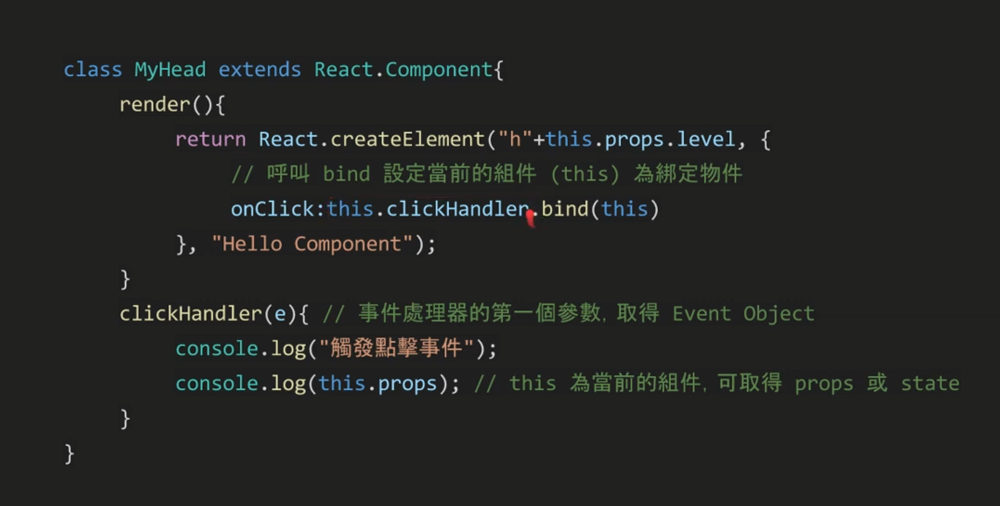 class MyHead extends React.Component{
render(){
return React.createElement("h"+this.props.level, {
// 呼叫 bind 設定當前的組件 (this) 為綁定物件
onClick:this.clickHandler.bind(this)
}, "Hello Component");
}
clickHandler(e){ // 事件處理器的第一個參數, 取得 Event Object
console.log("觸發點擊事件");
console.log(this.props); // this 為當前的組件, 可取得 props 或 state
}
}